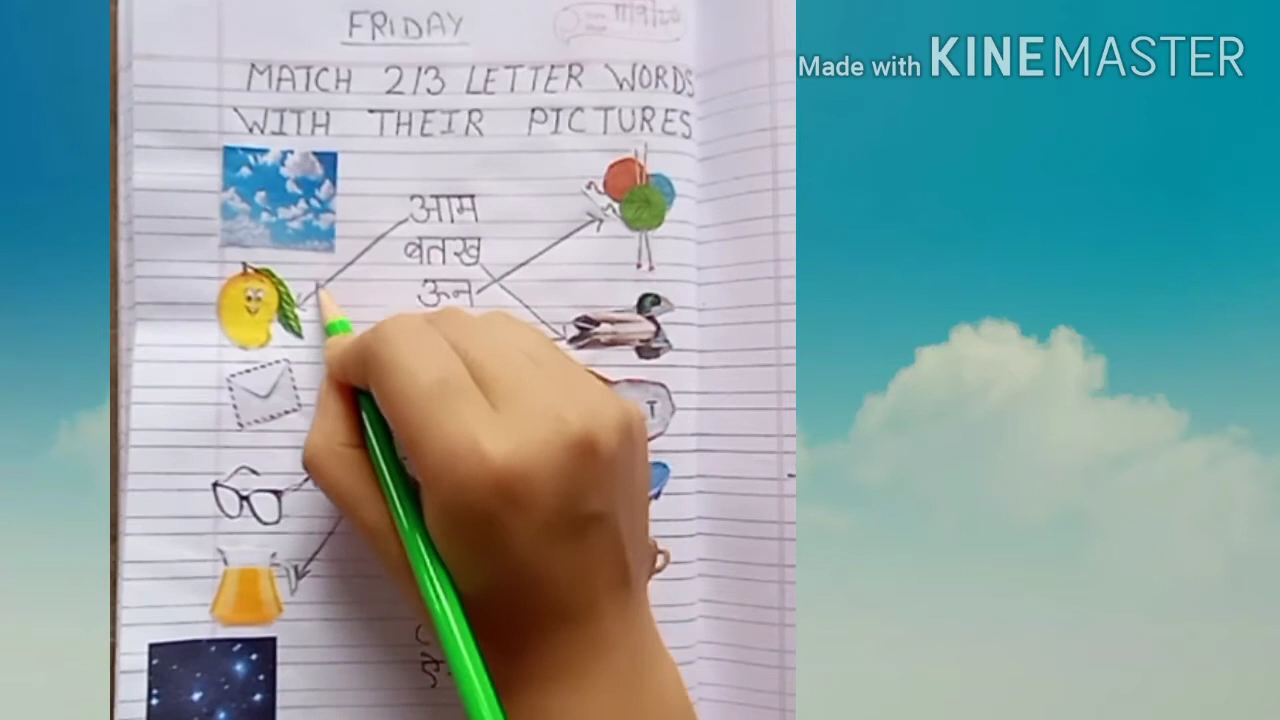 FRIDAY
Made with KINEMASTER
MATCH 2/3 LETTER WORDS
WITH THEIR PICTURES
आम
बतख
ऊन
T